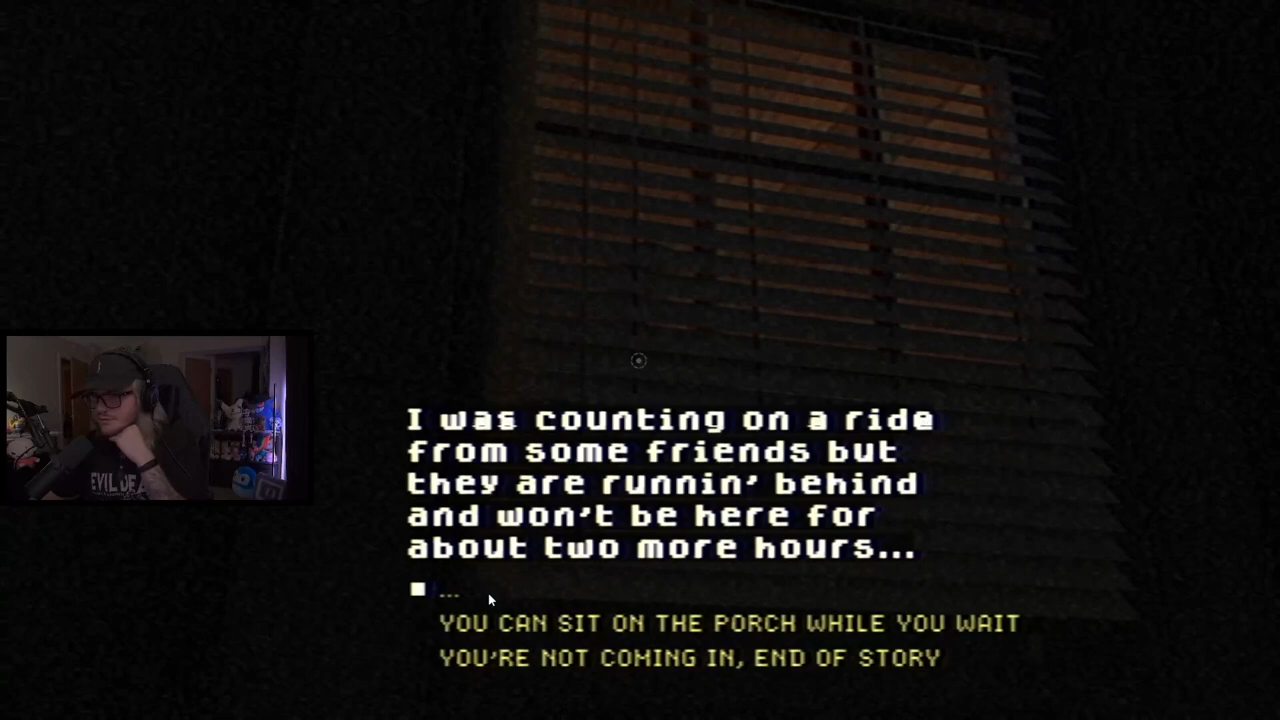 EVIL DEA
I was counting on a ride
from some friends but
they are runnin' behind
and won't be here for
about two more hours...
...
YOU CAN SIT ON THE PORCH WHILE YOU WAIT
YOU'RE NOT COMING IN, END OF STORY